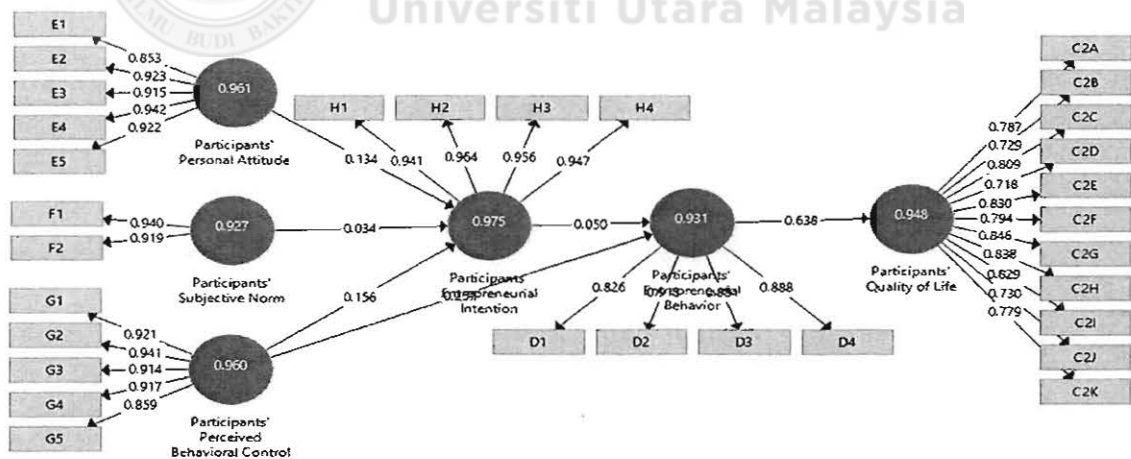 Universiti Utara Malaysia
ILMU BUDI BAKTI
E1
E2
E3
E4
E5
0.853
0.923
0.915
0.942
0.922
0.961
Participants'
Personal Attitude
H1
H2
H3
H4
0.134
0.941
0.964
0.956
0.947
F1
F2
0.940
0.919
0.927
Participants'
Subjective Norm
0.034
0.975
Participants'
Entrepreneurial
Intention
0.050
0.931
Participants'
Entrepreneurial
Behavior
0.638
0.948
Participants'
Quality of Life
G1
G2
G3
G4
G5
0.921
0.941
0.914
0.917
0.859
0.960
Participants'
Perceived
Behavioral Control
0.156
0.826
0.888
D1
D2
D3
D4
C2A
C2B
C2C
C2D
C2E
C2F
C2G
C2H
C2I
C2J
C2K
0.787
0.729
0.809
0.718
0.830
0.794
0.846
0.838
0.730
0.779